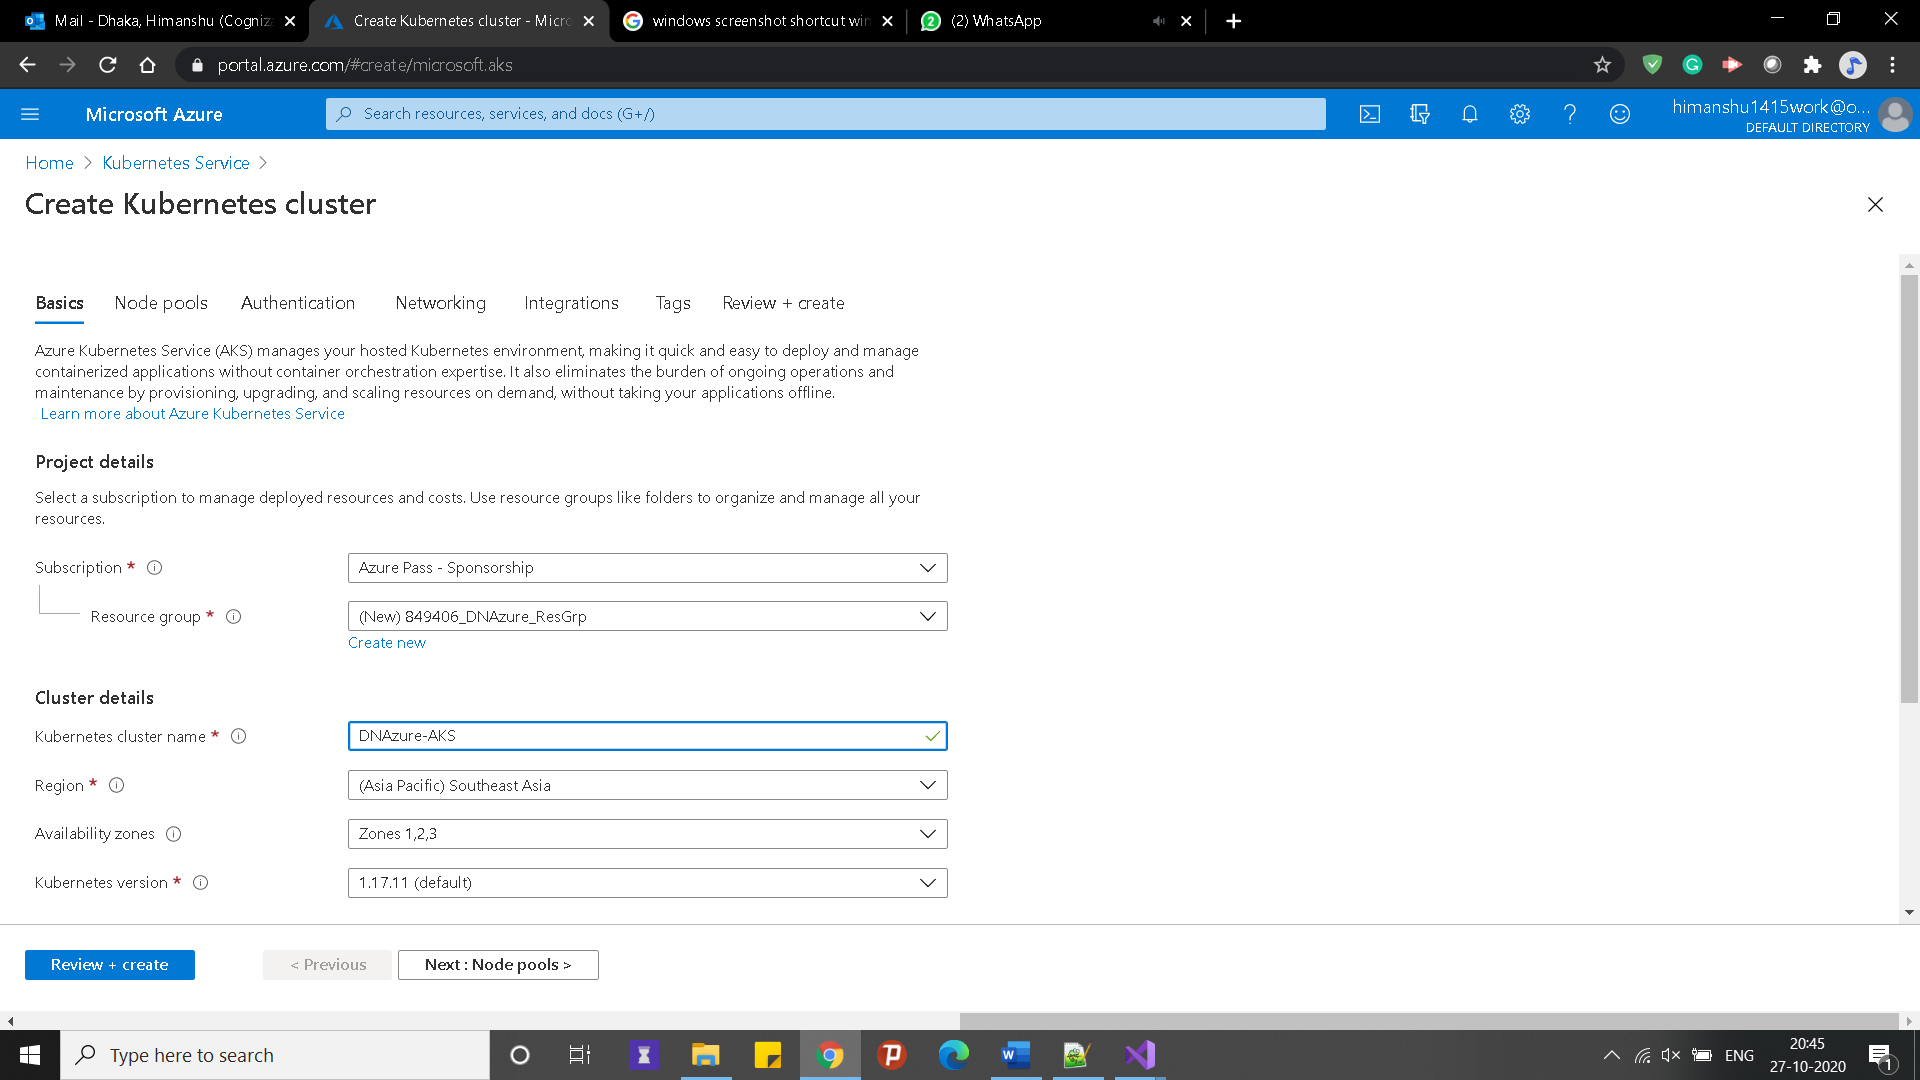 Mail - Dhaka, Himanshu (Cogniza
Create Kubernetes cluster - Micro
windows screenshot shortcut win
(2) WhatsApp
portal.azure.com/#create/microsoft.aks
Microsoft Azure
Search resources, services, and docs (G+/)
himanshu1415work@o...
DEFAULT DIRECTORY
Home > Kubernetes Service >
Create Kubernetes cluster
Basics Node pools Authentication Networking Integrations Tags Review + create
Azure Kubernetes Service (AKS) manages your hosted Kubernetes environment, making it quick and easy to deploy and manage
containerized applications without container orchestration expertise. It also eliminates the burden of ongoing operations and
maintenance by provisioning, upgrading, and scaling resources on demand, without taking your applications offline.
Learn more about Azure Kubernetes Service
Project details
Select a subscription to manage deployed resources and costs. Use resource groups like folders to organize and manage all your
resources.
Subscription * Azure Pass - Sponsorship
Resource group * (New) 849406_DNAzure_ResGrp
Create new
Cluster details
Kubernetes cluster name * DNAzure-AKS
Region * (Asia Pacific) Southeast Asia
Availability zones Zones 1,2,3
Kubernetes version * 1.17.11 (default)
Review + create < Previous Next : Node pools >
Type here to search
ENG
20:45
27-10-2020
1